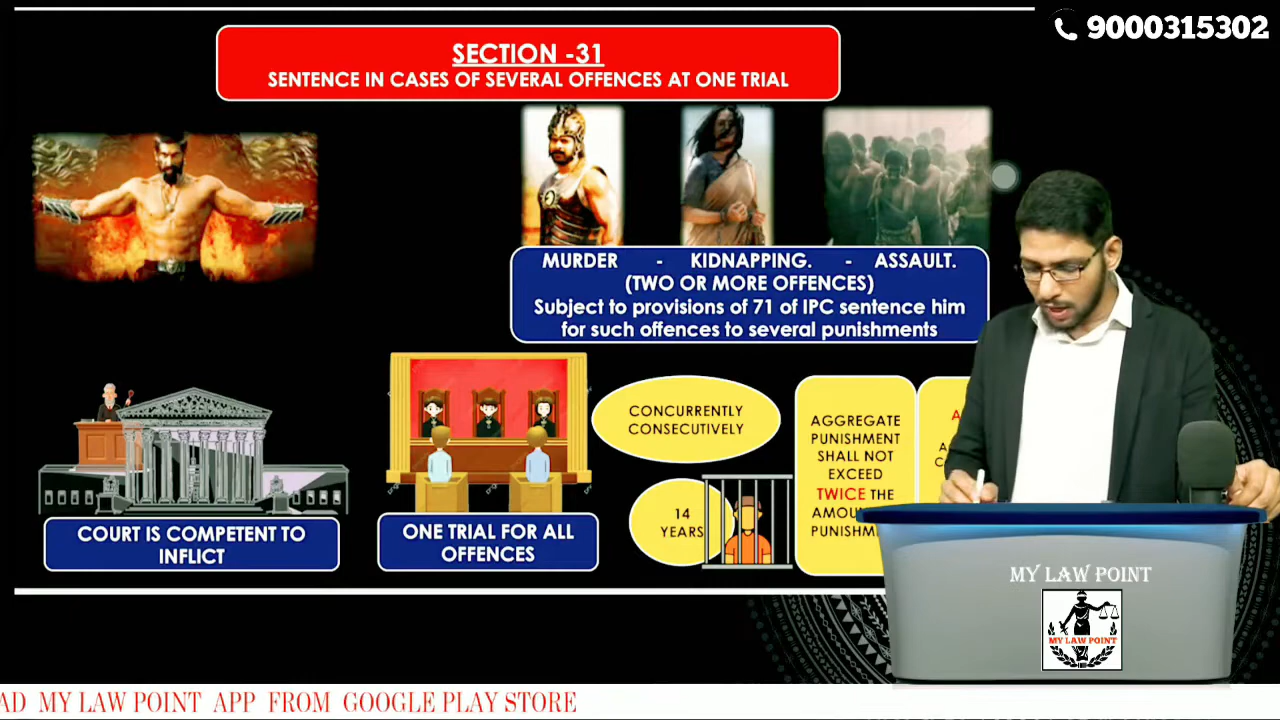 9000315302
SECTION -31
SENTENCE IN CASES OF SEVERAL OFFENCES AT ONE TRIAL
MURDER - KIDNAPPING. - ASSAULT.
(TWO OR MORE OFFENCES)
Subject to provisions of 71 of IPC sentence him
for such offences to several punishments
COURT IS COMPETENT TO
INFLICT
ONE TRIAL FOR ALL
OFFENCES
CONCURRENTLY
CONSECUTIVELY
14
YEARS
AGGREGATE
PUNISHMENT
SHALL NOT
EXCEED
TWICE THE
MY LAW POINT
MY LAW POINT
MY LAW POINT APP FROM GOOGLE PLAY STORE